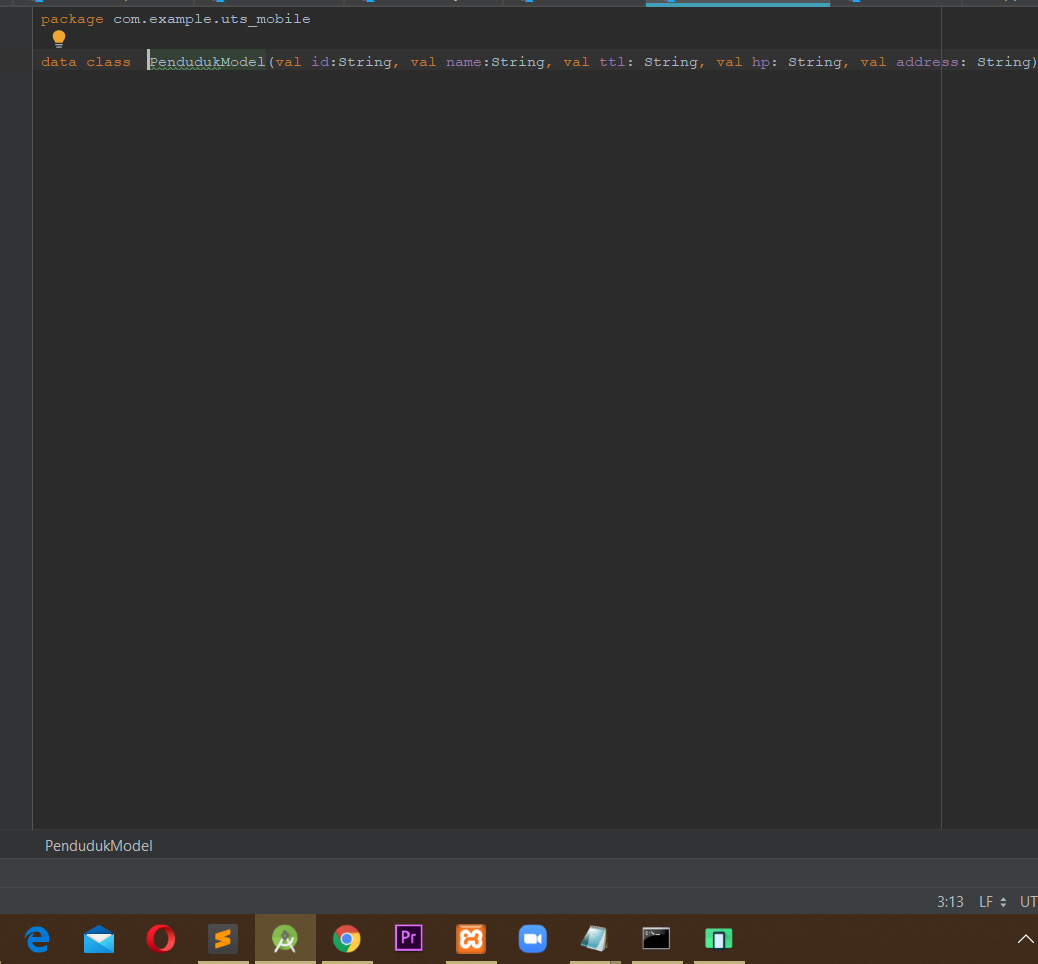 package com.example.uts_mobile
data class  PendudukModel(val id:String, val name:String, val ttl: String, val hp: String, val address: String)
PendudukModel
3:13 LF UT
Pr